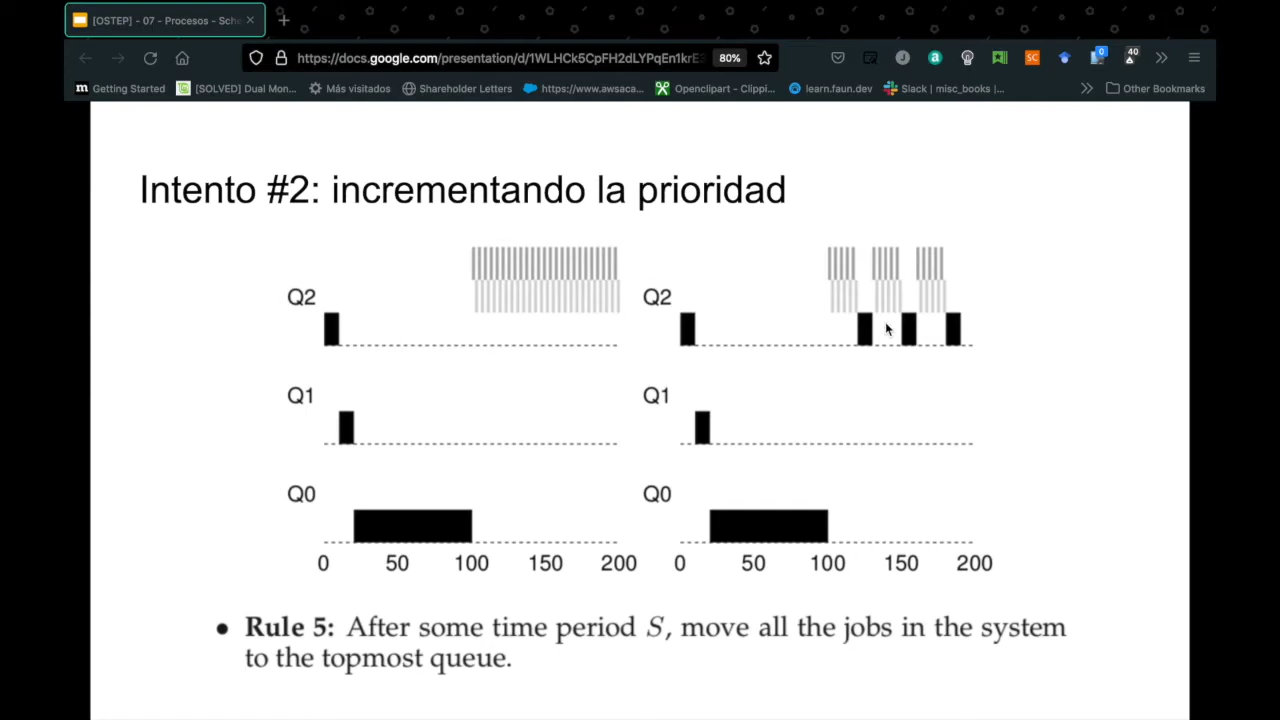 [OSTEP] - 07 - Procesos - Sche
https://docs.google.com/presentation/d/1WLHCk5CpFH2dLYPqEn1krE3 80% 0 40
Getting Started [SOLVED] Dual Mon... Más visitados Shareholder Letters https://www.awsaca... Openclipart - Clippi... learn.faun.dev Slack | misc_books |... Other Bookmarks
Intento #2: incrementando la prioridad
Q2 Q2
Q1 Q1
Q0 Q0
0 50 100 150 200 0 50 100 150 200
• Rule 5: After some time period S, move all the jobs in the system
to the topmost queue.